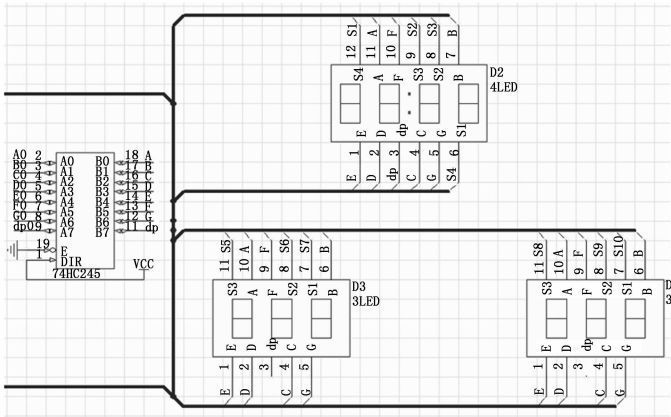 S1 A F S2 S3 B
12 11 10 9 8 7
S4 A F S3 S2 B
D2
4LED
E D dp C G S1
1 2 3 4 5 6
E D dp C G S4
A0 2 A0 B0 18 A
B0 3 A1 B1 17 B
C0 4 A2 B2 16 C
D0 5 A3 B3 15 D
E0 6 A4 B4 14 E
F0 7 A5 B5 13 F
G0 8 A6 B6 12 G
dp0 9 A7 B7 11 dp
19 E
1 DIR
74HC245
VCC
S5 A F S6 S7 B
11 10 9 8 7 6
S3 A F S2 S1 B
D3
3LED
E D dp C G
1 2 3 4 5
E D C G
S8 A F S9 S10 B
11 10 9 8 7 6
S3 A F S2 S1 B
E D dp C G
1 2 3 4 5
E D C G